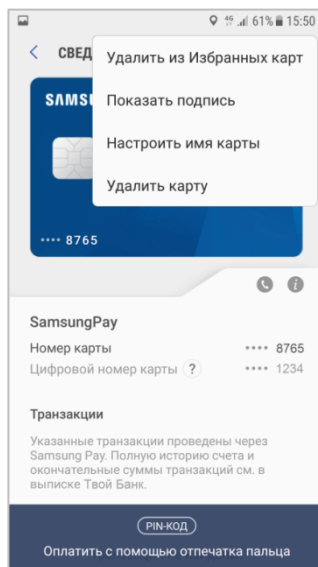 4G 61% 15:50
СВЕД
Удалить из Избранных карт
Показать подпись
Настроить имя карты
Удалить карту
SAMS
•••• 8765
SamsungPay
Номер карты •••• 8765
Цифровой номер карты ? •••• 1234
Транзакции
Указанные транзакции проведены через
Samsung Pay. Полную историю счета и
окончательные суммы транзакций см. в
выписке Твой Банк.
PIN-КОД
Оплатить с помощью отпечатка пальца